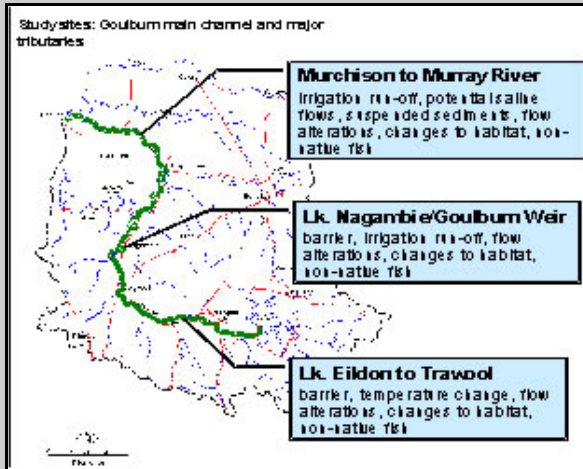 Study sites: Goulburn main channel and major
tributaries
Murchison to Murray River
irrigation run-off, potential saline
flows, suspended sediments, flow
alterations, changes to habitat, non-
native fish
Lk. Nagambie/Goulburn Weir
barrier, irrigation run-off, flow
alterations, changes to habitat,
non-native fish
Lk. Eildon to Trawool
barrier, temperature change, flow
alterations, changes to habitat,
non-native fish